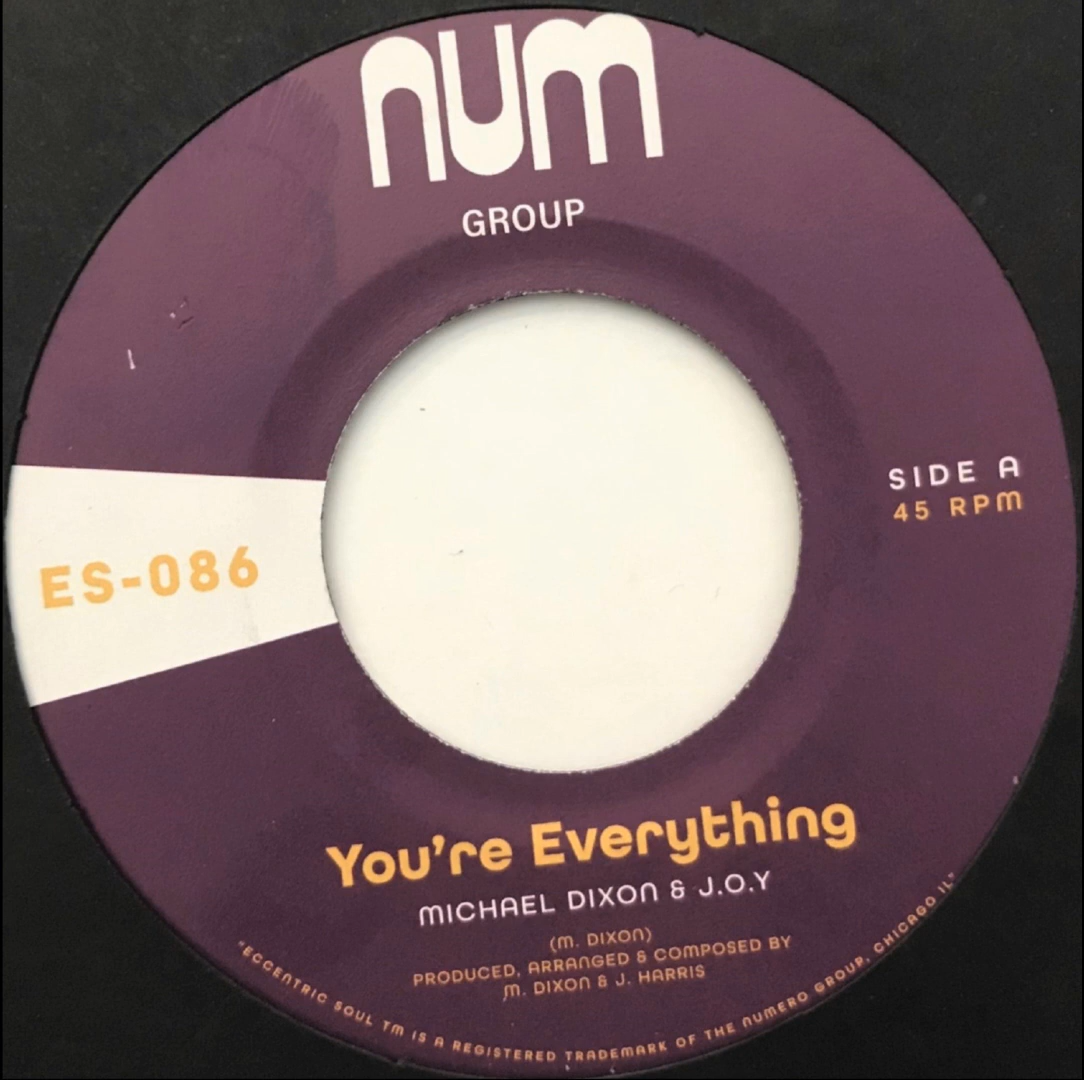 num
GROUP
SIDE A
45 RPM
ES-086
You're Everything
MICHAEL DIXON & J.O.Y
(M. DIXON)
PRODUCED, ARRANGED & COMPOSED BY
M. DIXON & J. HARRIS
"ECCENTRIC SOUL TM IS A REGISTERED TRADEMARK OF THE NUMERO GROUP, CHICAGO IL"